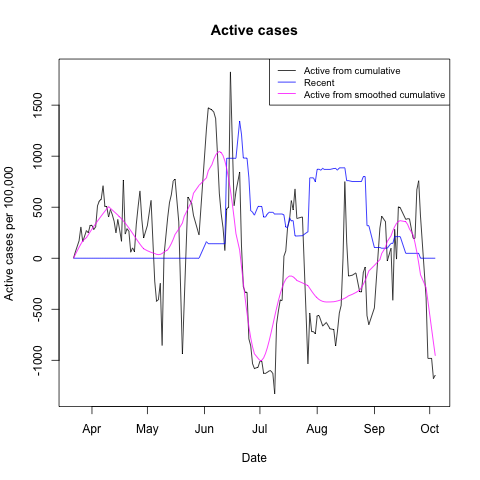 Active cases
Active from cumulative
Recent
Active from smoothed cumulative
Active cases per 100,000
1500
1000
500
0
-500
-1000
Apr May Jun Jul Aug Sep Oct
Date